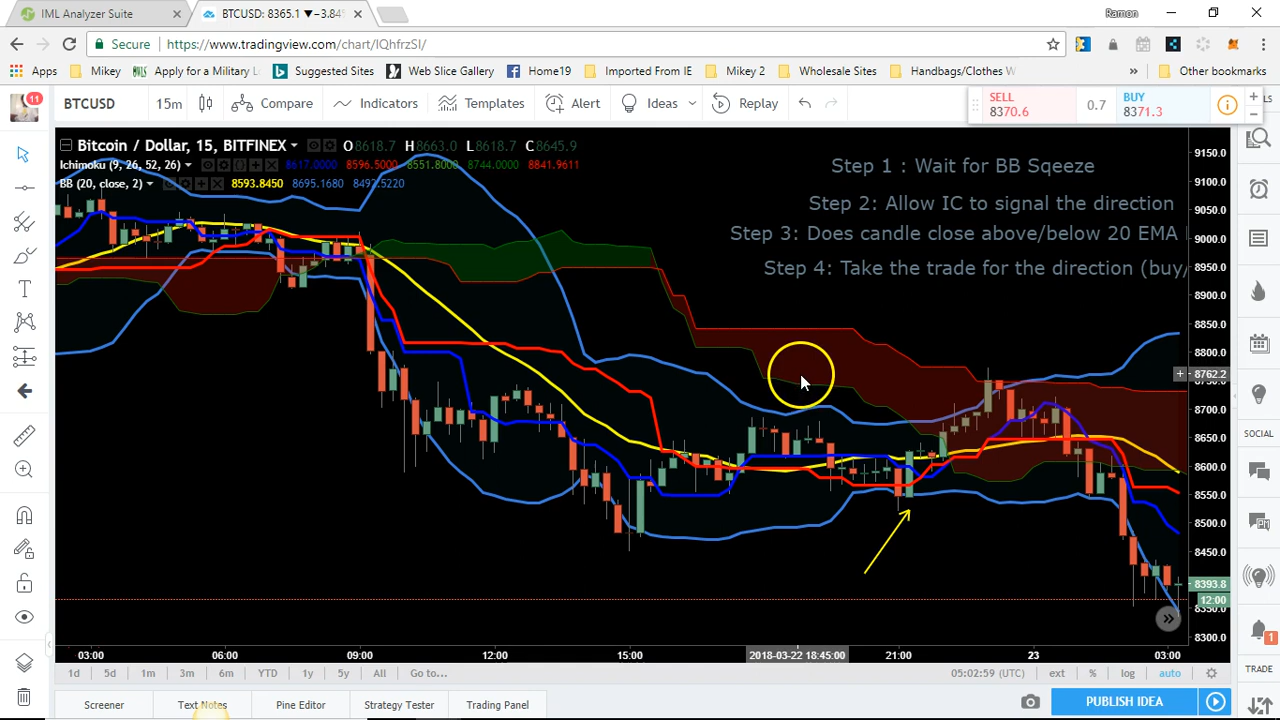 IML Analyzer Suite
BTCUSD: 8365.1 ▼−3.84%
Ramon
Secure
https://www.tradingview.com/chart/IQhfrzSI/
Apps
Mikey
Apply for a Military L
Suggested Sites
Web Slice Gallery
Home19
Imported From IE
Mikey 2
Wholesale Sites
Handbags/Clothes W
»
Other bookmarks
11
BTCUSD
15m
Compare
Indicators
Templates
Alert
Ideas
Replay
SELL
8370.6
0.7
BUY
8371.3
Bitcoin / Dollar, 15, BITFINEX
O8618.7 H8663.0 L8618.7 C8645.9
Ichimoku (9, 26, 52, 26)
8617.0000 8596.5000 8551.8000 8744.0000 8841.9611
BB (20, close, 2)
8593.8450 8695.1680 8492.5220
Step 1 : Wait for BB Sqeeze
Step 2: Allow IC to signal the direction
Step 3: Does candle close above/below 20 EMA
Step 4: Take the trade for the direction (buy/
9150.0
9100.0
9050.0
9000.0
8950.0
8900.0
8850.0
8800.0
8762.2
8700.0
8650.0
8600.0
8550.0
8500.0
8450.0
8393.8
12:00
8350.0
8300.0
03:00
06:00
09:00
12:00
15:00
2018-03-22 18:45:00
21:00
23
03:00
1d
5d
1m
3m
6m
YTD
1y
5y
All
Go to...
05:02:59 (UTC)
ext
%
log
auto
Screener
Text Notes
Pine Editor
Strategy Tester
Trading Panel
PUBLISH IDEA
SOCIAL
1
TRADE